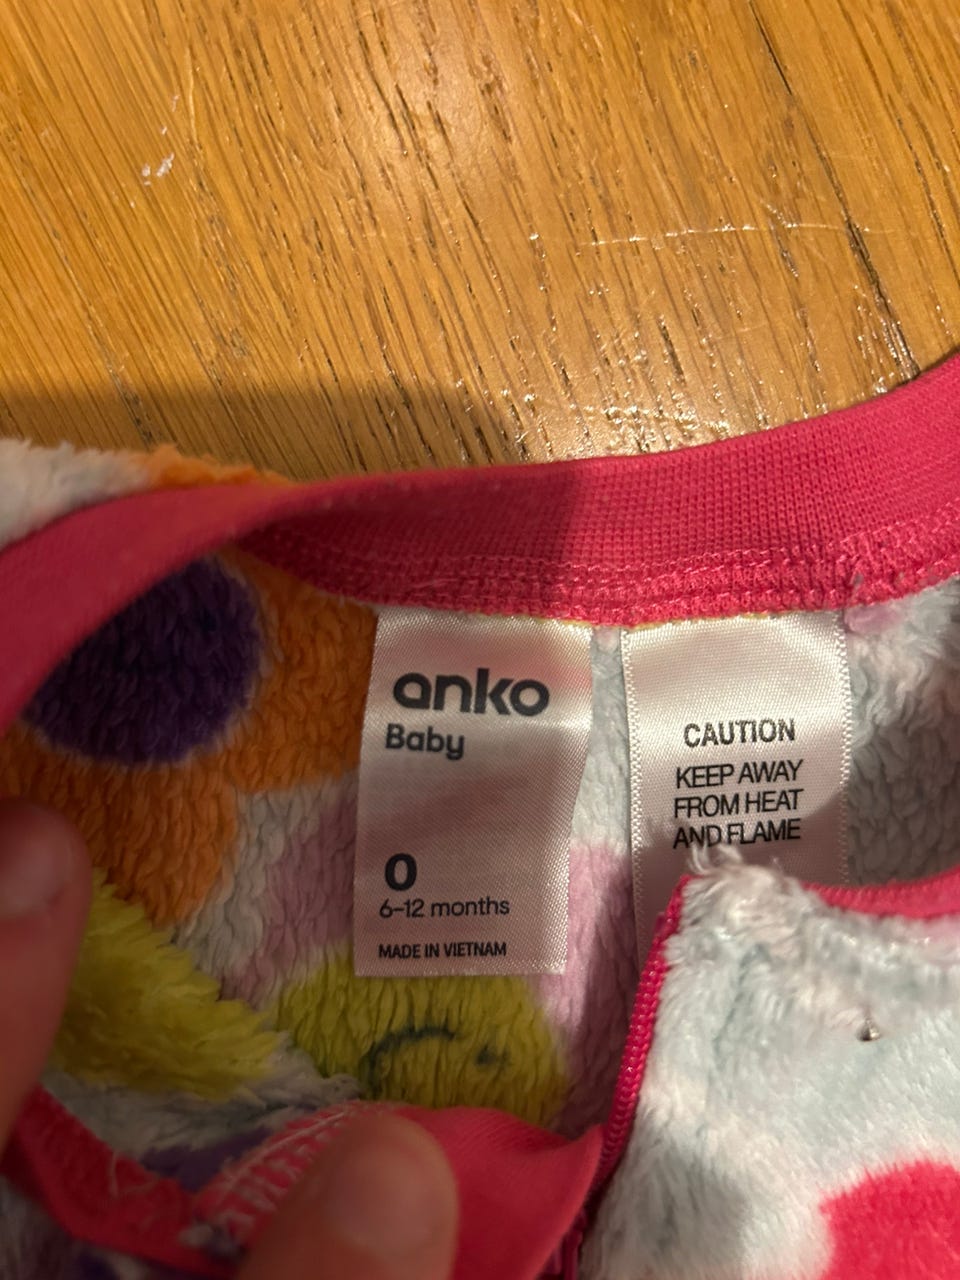 anko
Baby
0
6-12 months
MADE IN VIETNAM
CAUTION
KEEP AWAY
FROM HEAT
AND FLAME